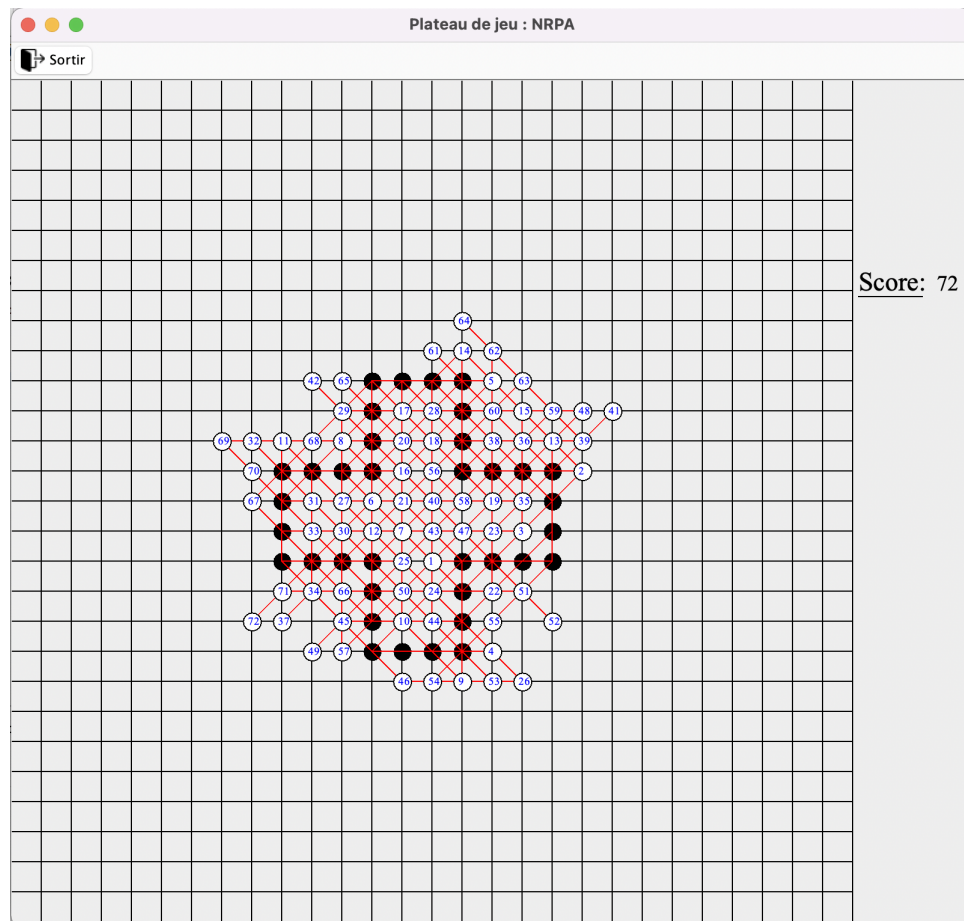 Plateau de jeu : NRPA
Sortir
Score: 72
64
61 14 62
42 65 5 63
29 17 28 60 15 59 48 41
69 32 11 68 8 20 18 38 36 13 39
70 16 56 2
67 31 27 6 21 40 58 19 35
33 30 12 7 43 47 23 3
25 1
71 34 66 50 24 22 51
72 37 45 10 44 55 52
49 57 4
46 54 9 53 26